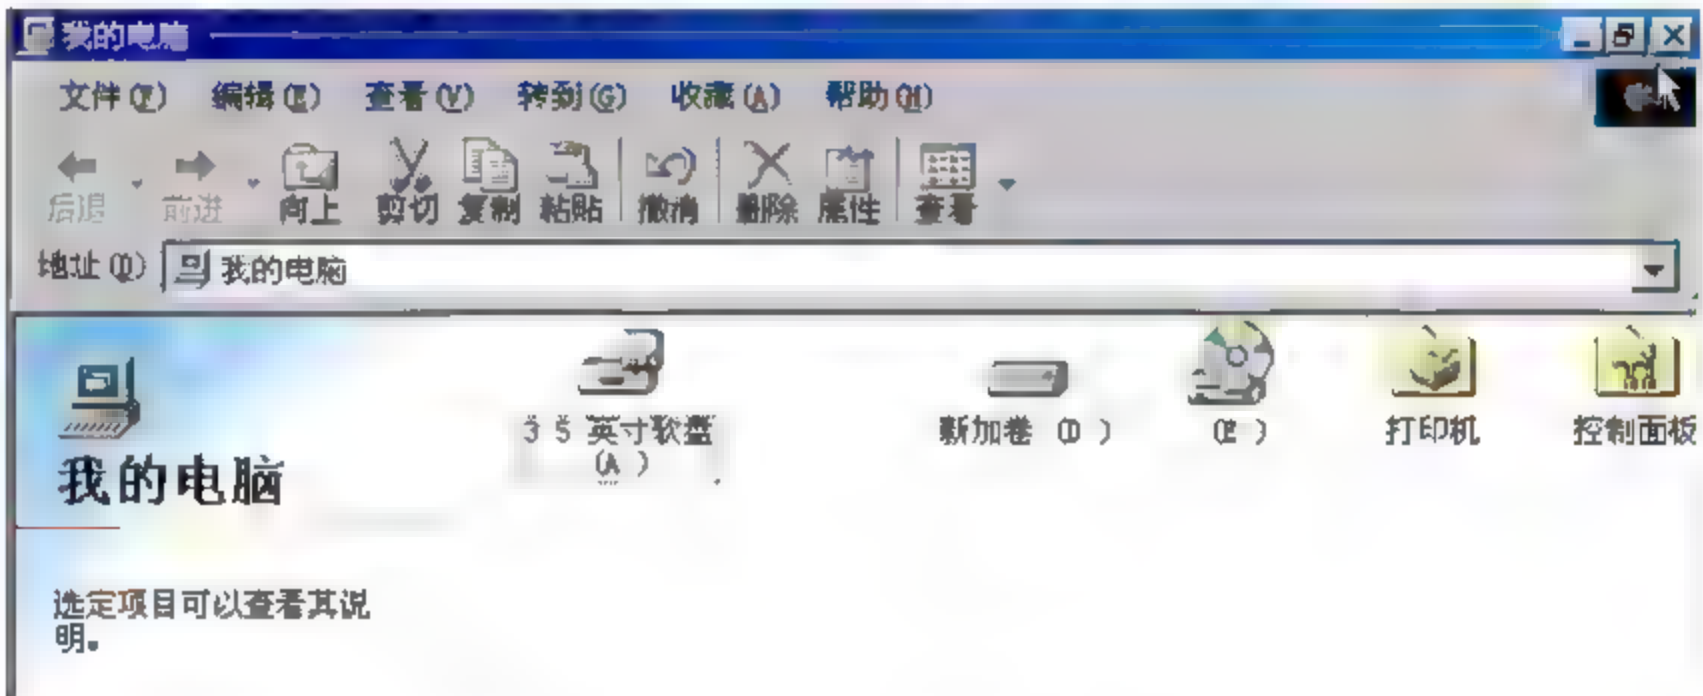 我的电脑
文件(F) 编辑(E) 查看(V) 转到(G) 收藏(A) 帮助(H)
后退 前进 向上 剪切 复制 粘贴 撤消 删除 属性 查看
地址(D) 我的电脑
3 5 英寸软盘 新加卷 (D ) (E ) 打印机 控制面板
(A )
我的电脑
选定项目可以查看其说
明。